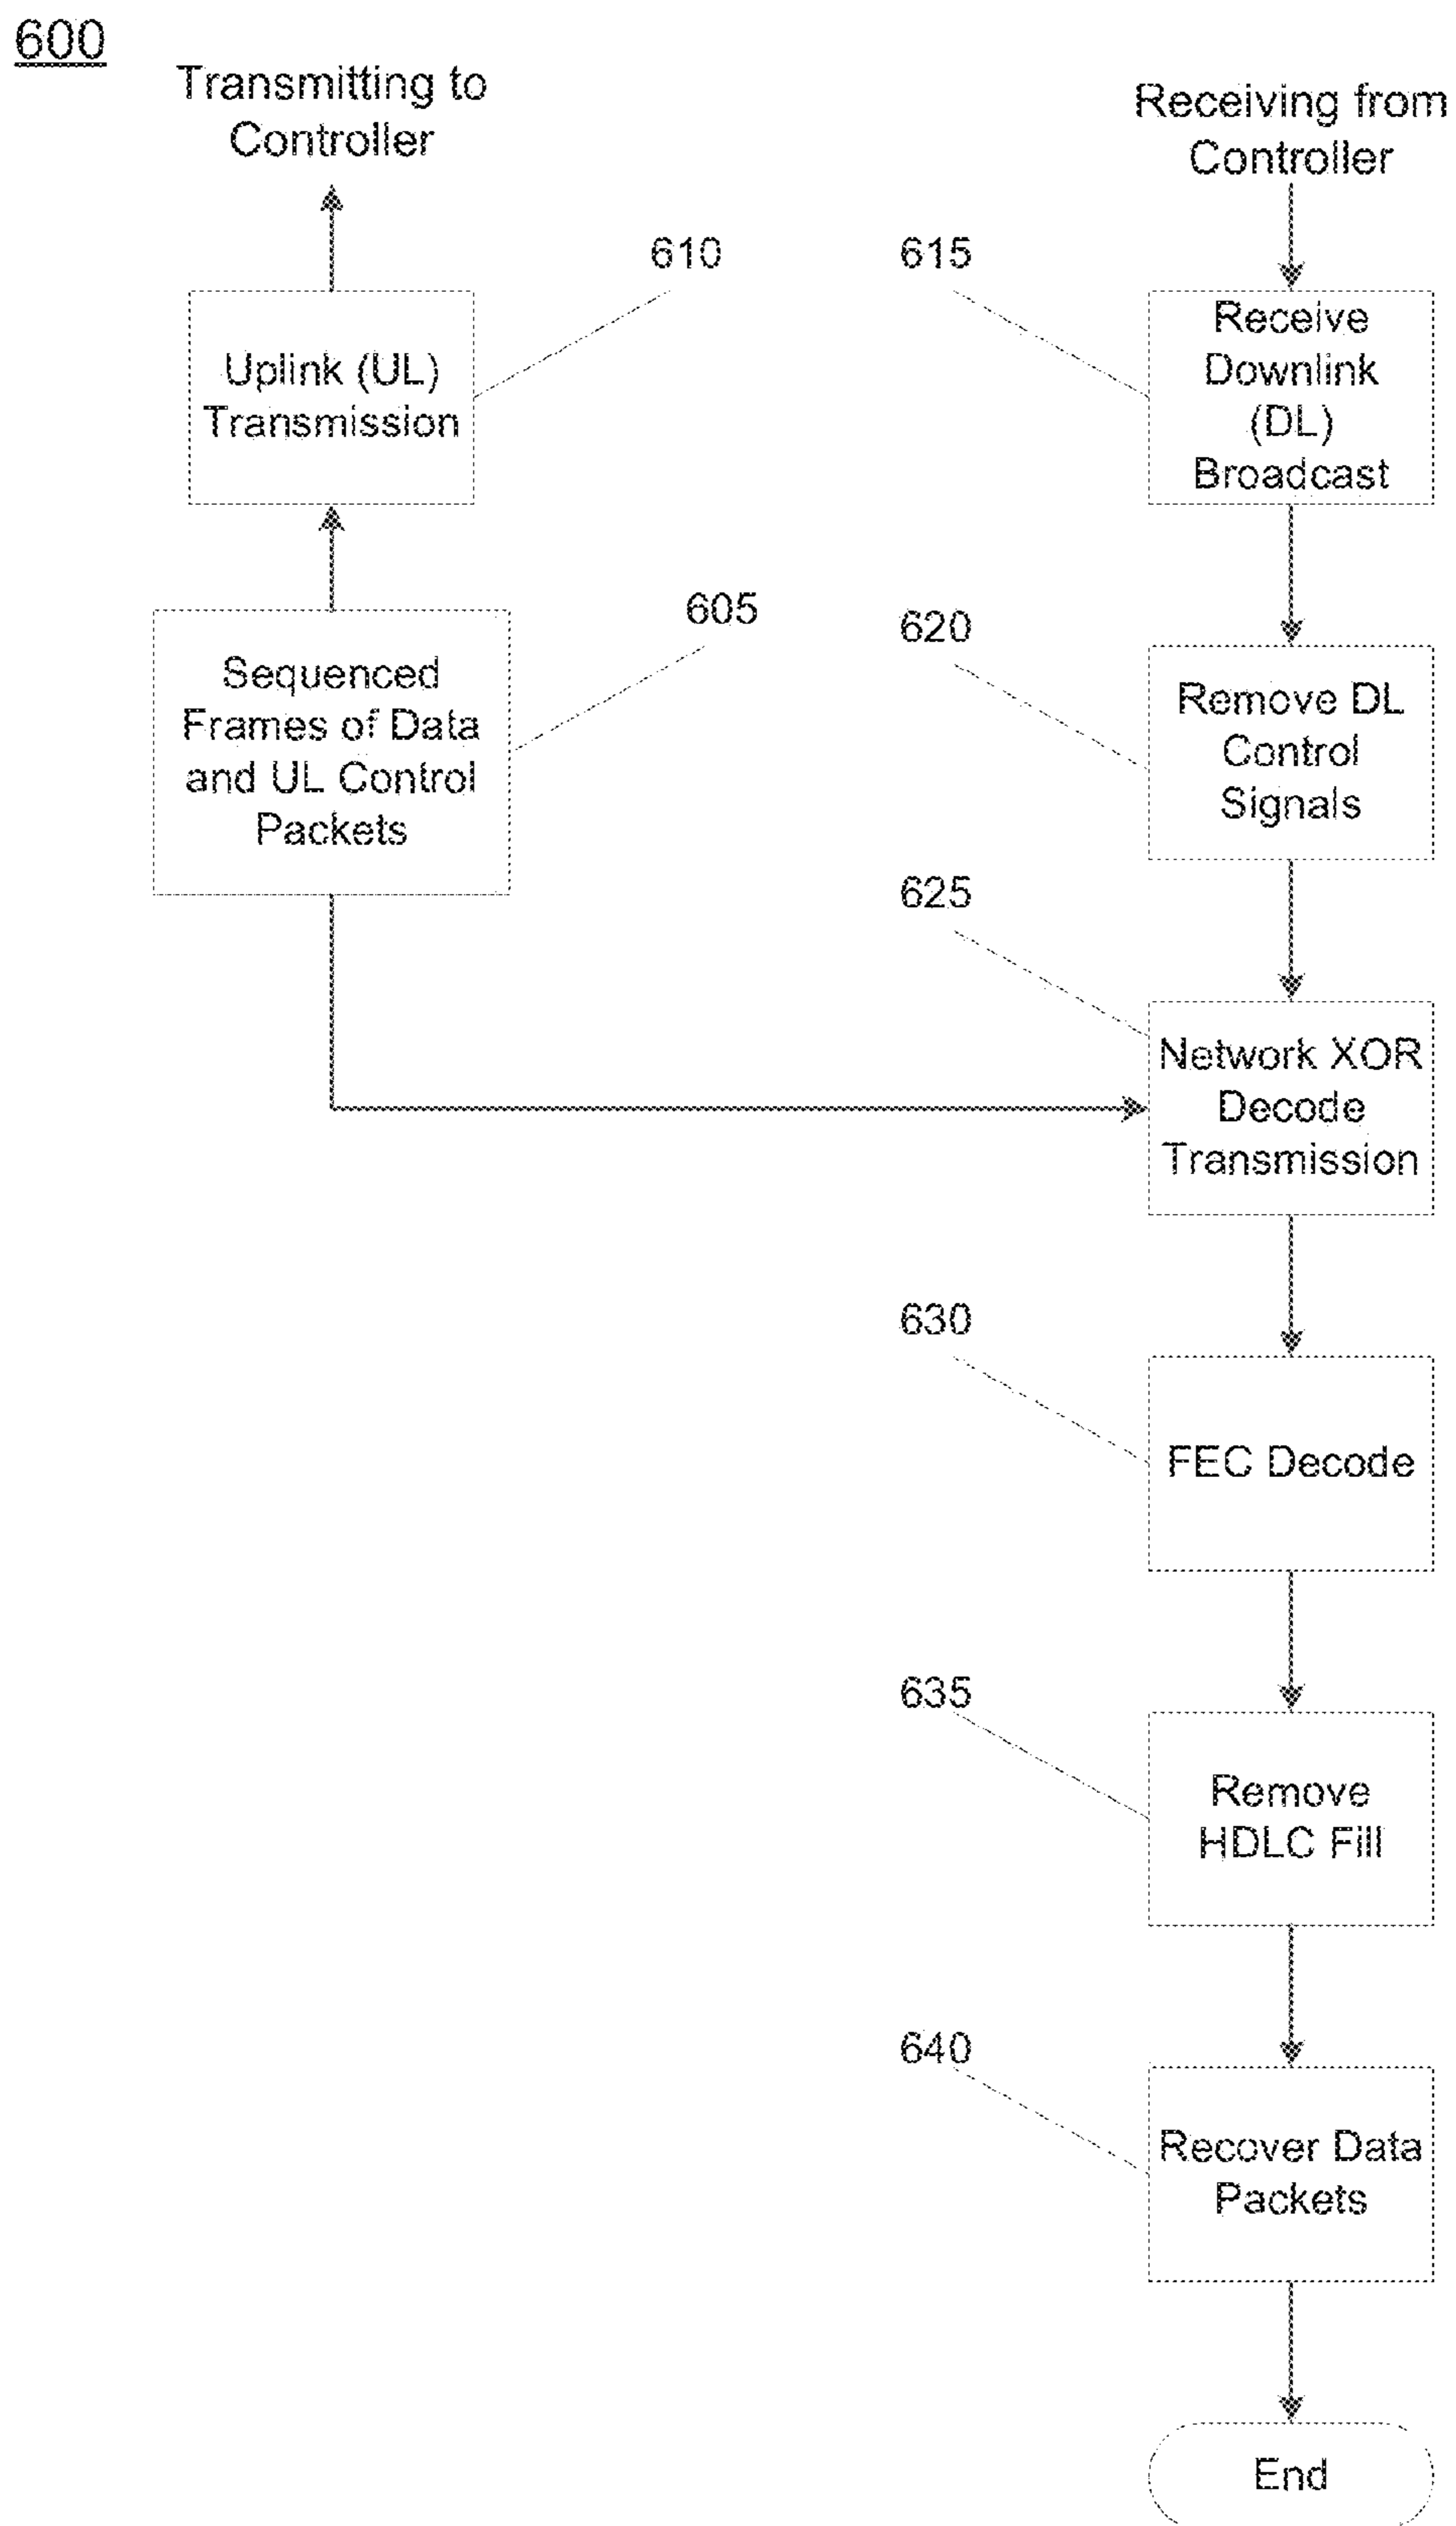 600
Transmitting to
Controller
Receiving from
Controller
610
615
Uplink (UL)
Transmission
Receive
Downlink
(DL)
Broadcast
605
620
Sequenced
Frames of Data
and UL Control
Packets
Remove DL
Control
Signals
625
Network XOR
Decode
Transmission
630
FEC Decode
635
Remove
HDLC Fill
640
Recover Data
Packets
End